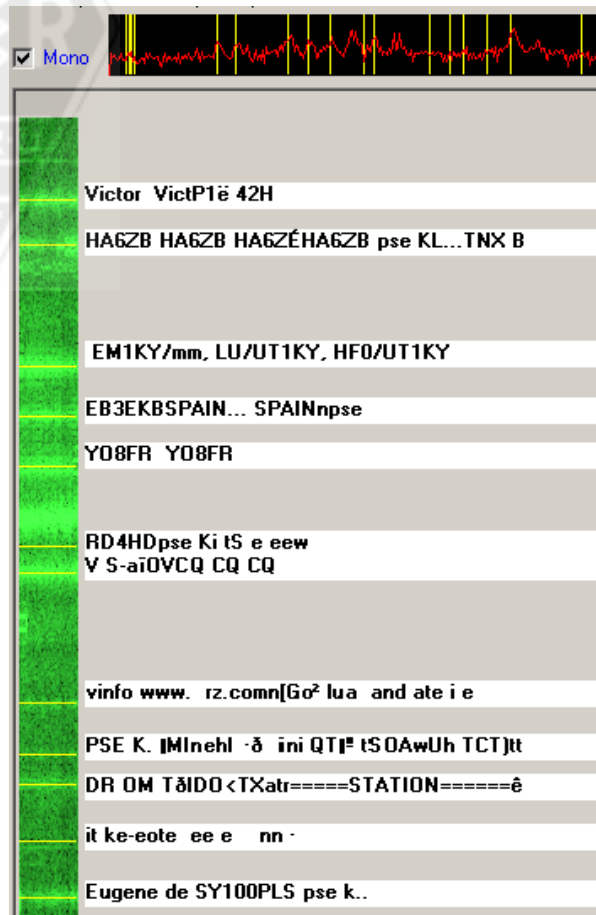 Mono
Victor VictP1ë 42H
HA6ZB HA6ZB HA6ZÉHA6ZB pse KL...TNX B
EM1KY/mm, LU/UT1KY, HF0/UT1KY
EB3EKBSPAIN... SPAINnpse
YO8FR YO8FR
RD4HDpse Ki tS e eew
V S-aïOVCQ CQ CQ
vinfo www. rz.comn[Go² lua and ate i e
PSE K. ·ð ini tSOAwUh TCT)tt
DR OM TðIDO<TXatr=====STATION======ê
it ke-eote ee e nn ·
Eugene de SY100PLS pse k..